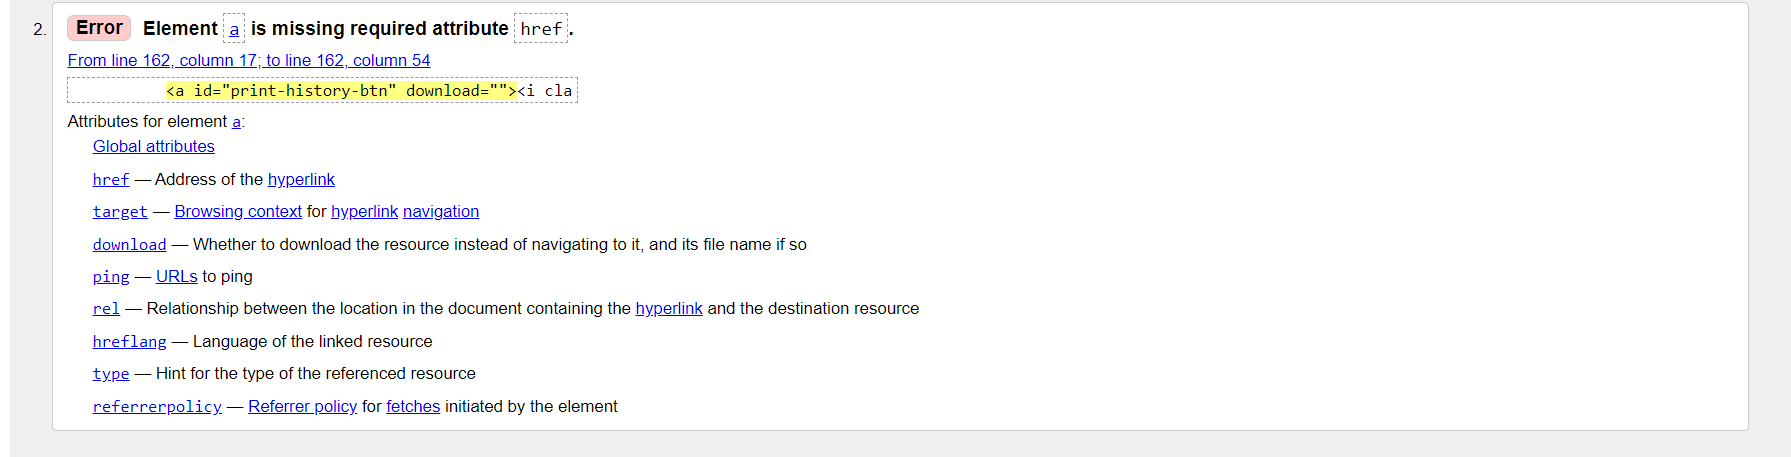 2. Error Element a is missing required attribute href.
From line 162, column 17; to line 162, column 54
<a id="print-history-btn" download=""><i cla
Attributes for element a:
Global attributes
href — Address of the hyperlink
target — Browsing context for hyperlink navigation
download — Whether to download the resource instead of navigating to it, and its file name if so
ping — URLs to ping
rel — Relationship between the location in the document containing the hyperlink and the destination resource
hreflang — Language of the linked resource
type — Hint for the type of the referenced resource
referrerpolicy — Referrer policy for fetches initiated by the element